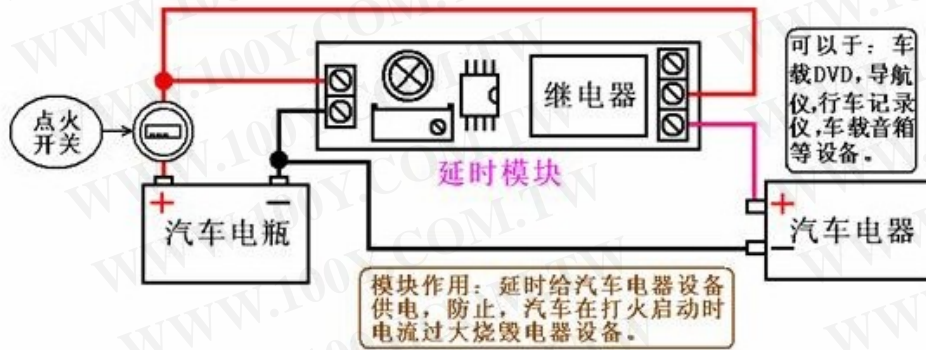 点火
开关
继电器
可以于：车
载DVD，导航
仪，行车记录
仪，车载音箱
等设备。
延时模块
+ −
汽车电瓶
+
−
汽车电器
模块作用：延时给汽车电器设备
供电，防止，汽车在打火启动时
电流过大烧毁电器设备。
WWW.100Y.COM.TW